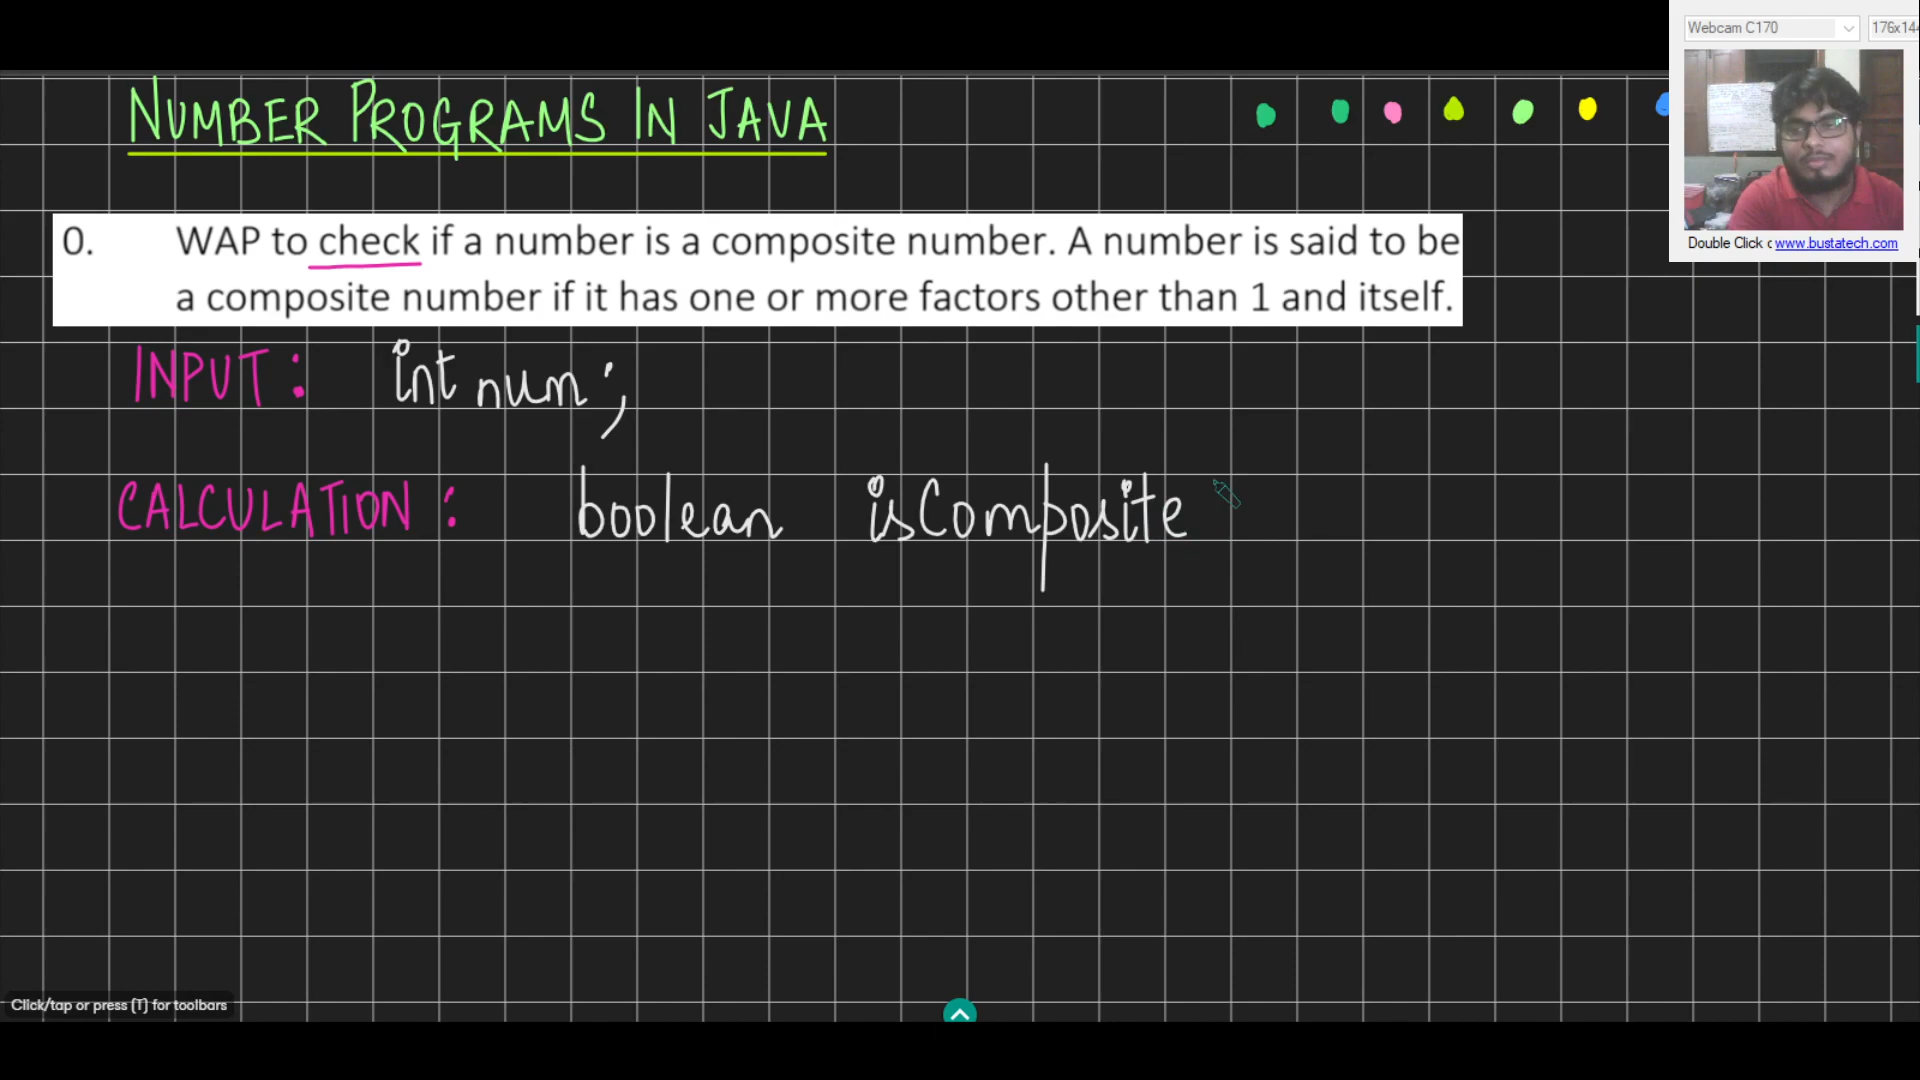 Webcam C170 176x144
NUMBER PROGRAMS IN JAVA
Double Click www.bustatech.com
0. WAP to check if a number is a composite number. A number is said to be
a composite number if it has one or more factors other than 1 and itself.
INPUT: int num;
CALCULATION: boolean isComposite
Click/tap or press (T) for toolbars